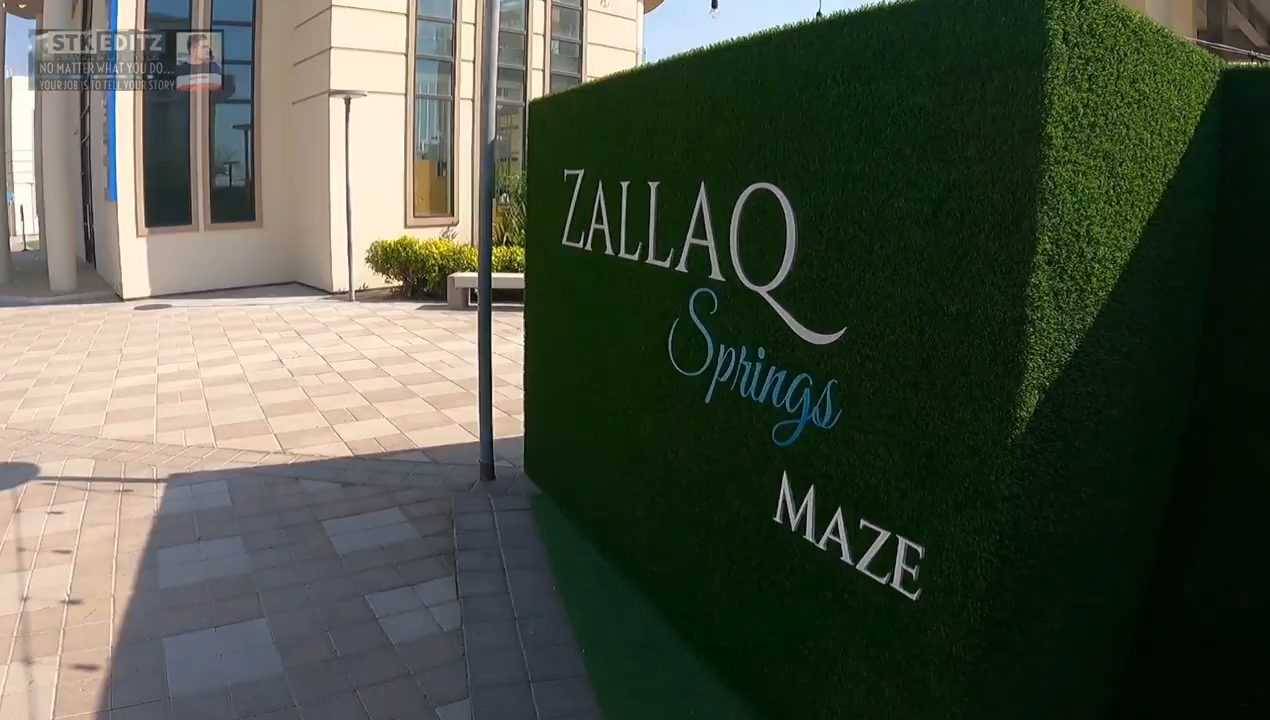 STK EDITZ
NO MATTER WHAT YOU DO...
YOUR JOB IS TO TELL YOUR STORY
ZALLAQ
Springs
MAZE